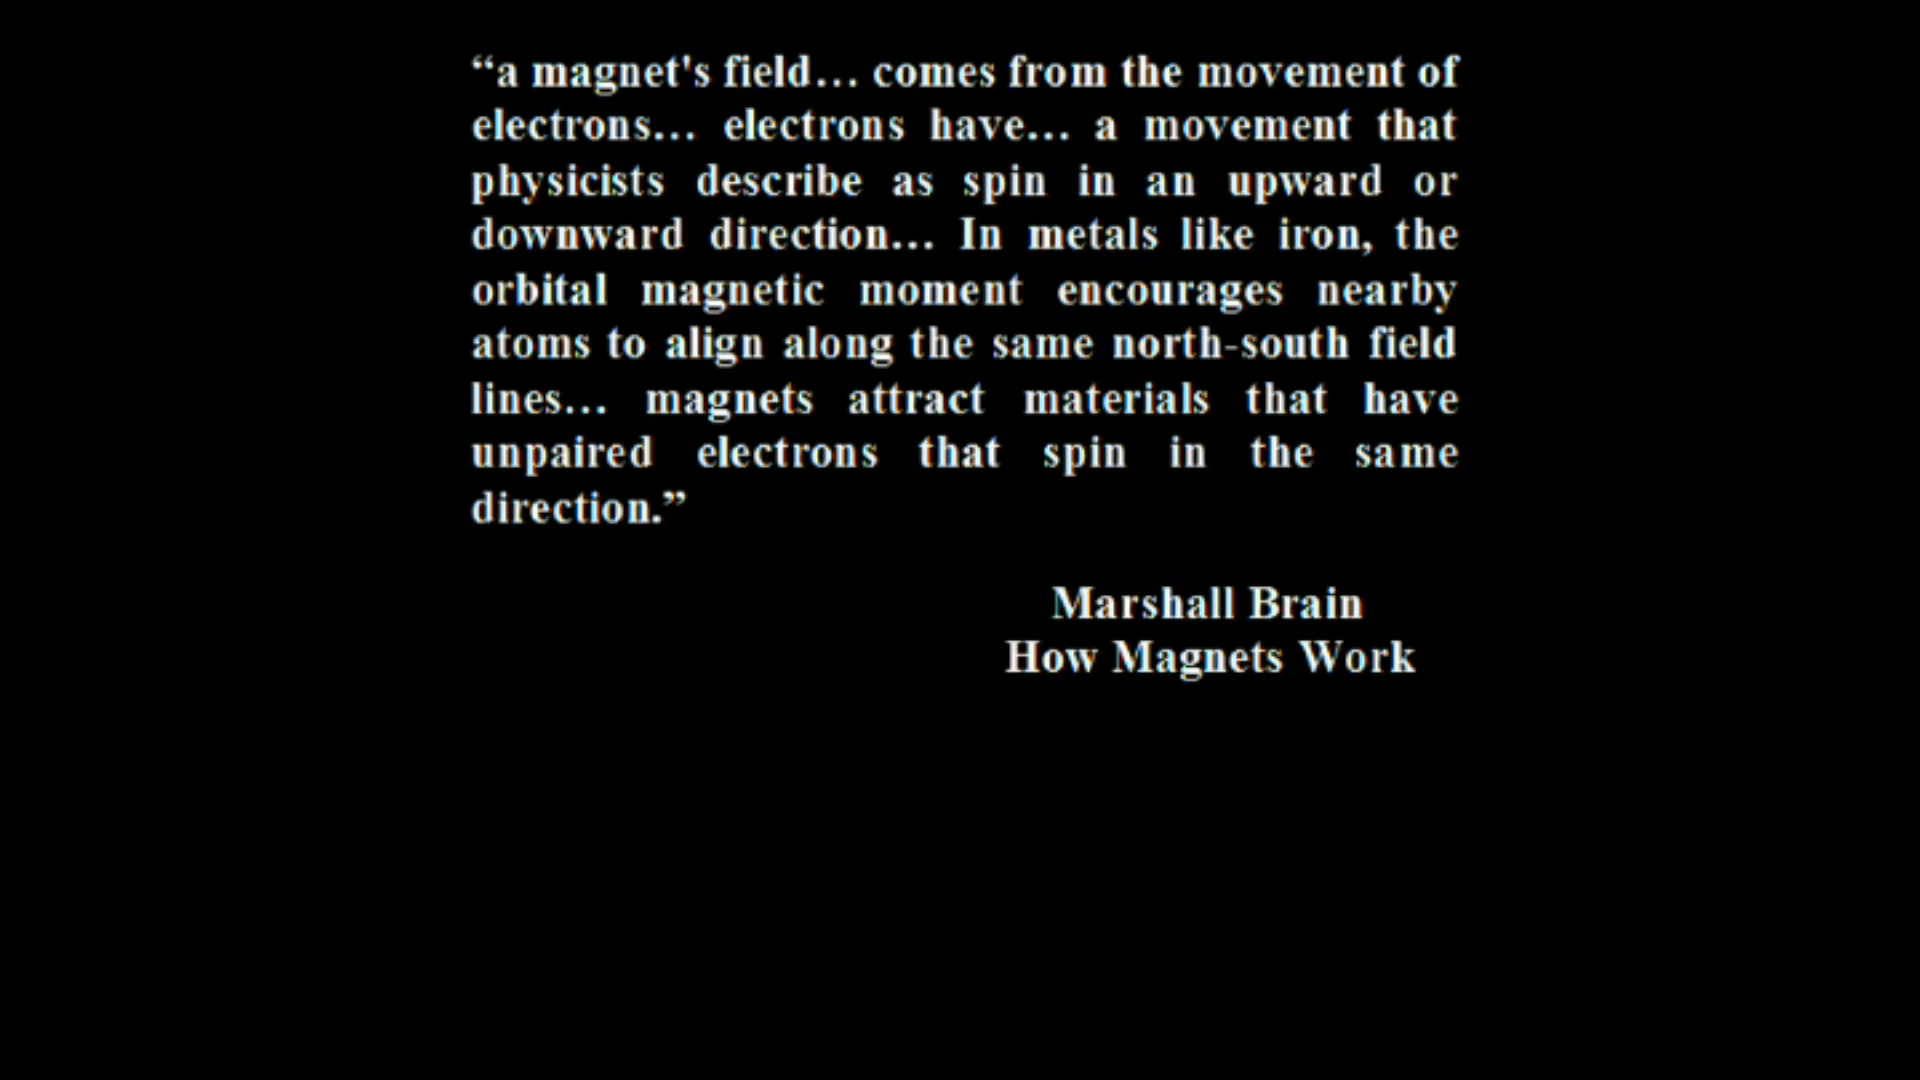 “a magnet's field… comes from the movement of
electrons… electrons have… a movement that
physicists describe as spin in an upward or
downward direction… In metals like iron, the
orbital magnetic moment encourages nearby
atoms to align along the same north-south field
lines… magnets attract materials that have
unpaired electrons that spin in the same
direction.”
Marshall Brain
How Magnets Work